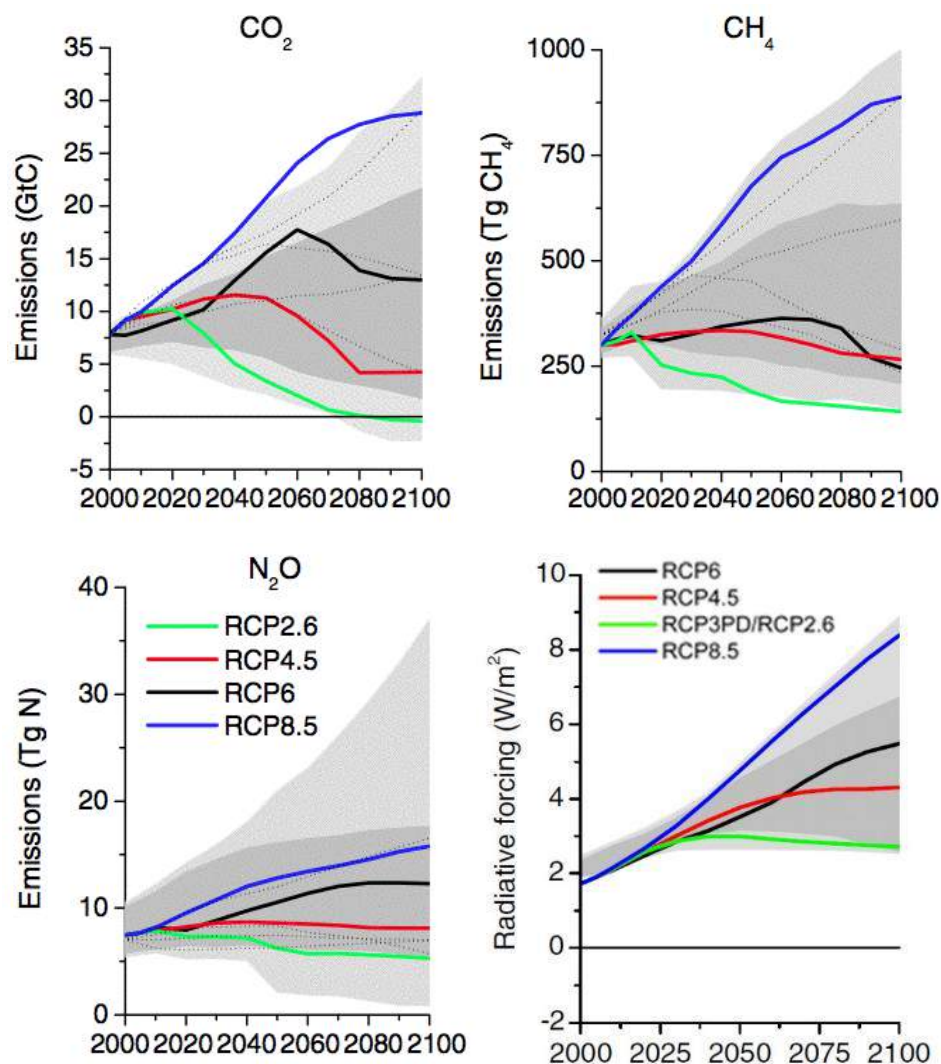 CO2
Emissions (GtC)
35
30
25
20
15
10
5
0
-5
2000 2020 2040 2060 2080 2100
CH4
Emissions (Tg CH4)
1000
750
500
250
0
2000 2020 2040 2060 2080 2100
N2O
Emissions (Tg N)
40
30
20
10
0
RCP2.6
RCP4.5
RCP6
RCP8.5
2000 2020 2040 2060 2080 2100
Radiative forcing (W/m²)
10
8
6
4
2
0
-2
RCP6
RCP4.5
RCP3PD/RCP2.6
RCP8.5
2000 2025 2050 2075 2100